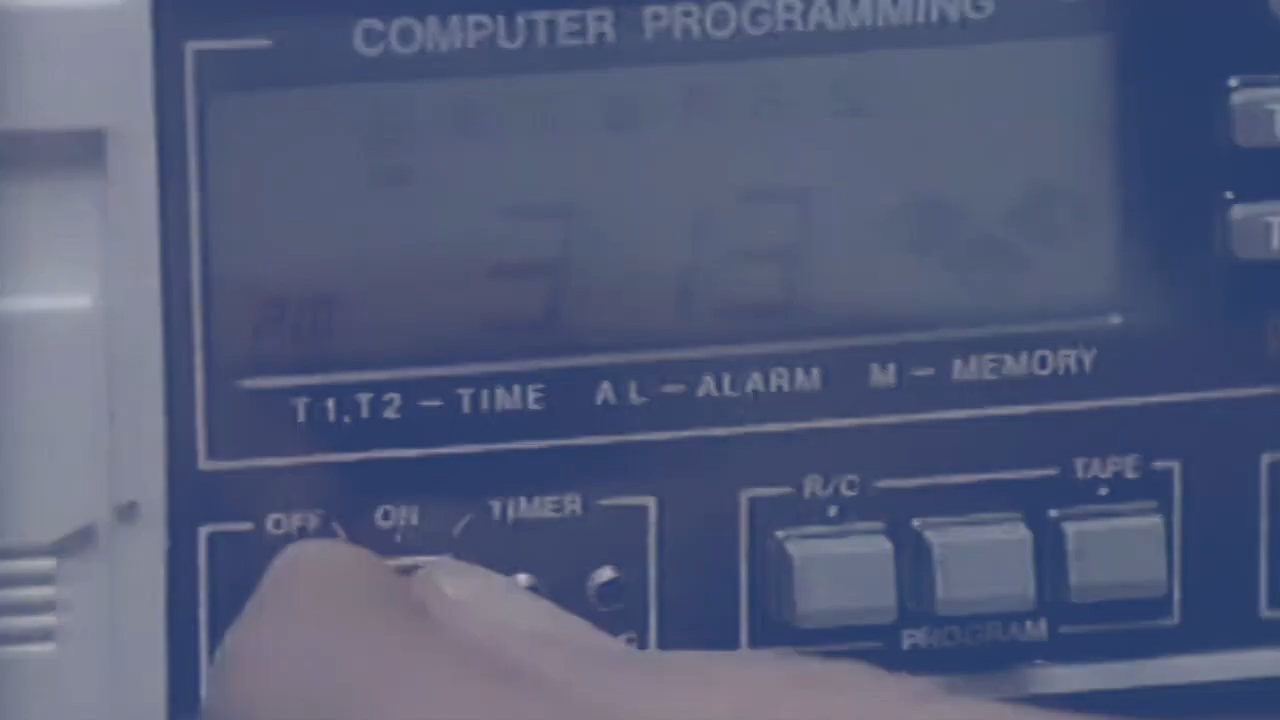 COMPUTER PROGRAMMING
T1,T2 – TIME AL – ALARM M – MEMORY
OFF ON TIMER
R/C TAPE
PROGRAM